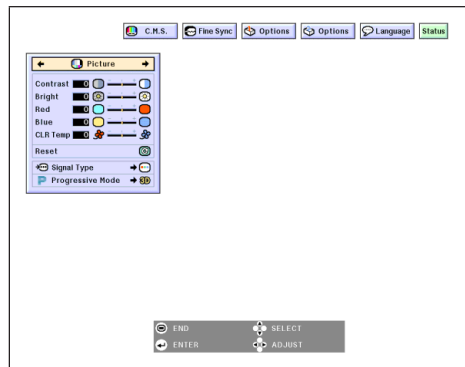 C.M.S. Fine Sync Options Options Language Status
Picture
Contrast 0
Bright 0
Red 0
Blue 0
CLR Temp 0
Reset
Signal Type
Progressive Mode 3D
END SELECT
ENTER ADJUST